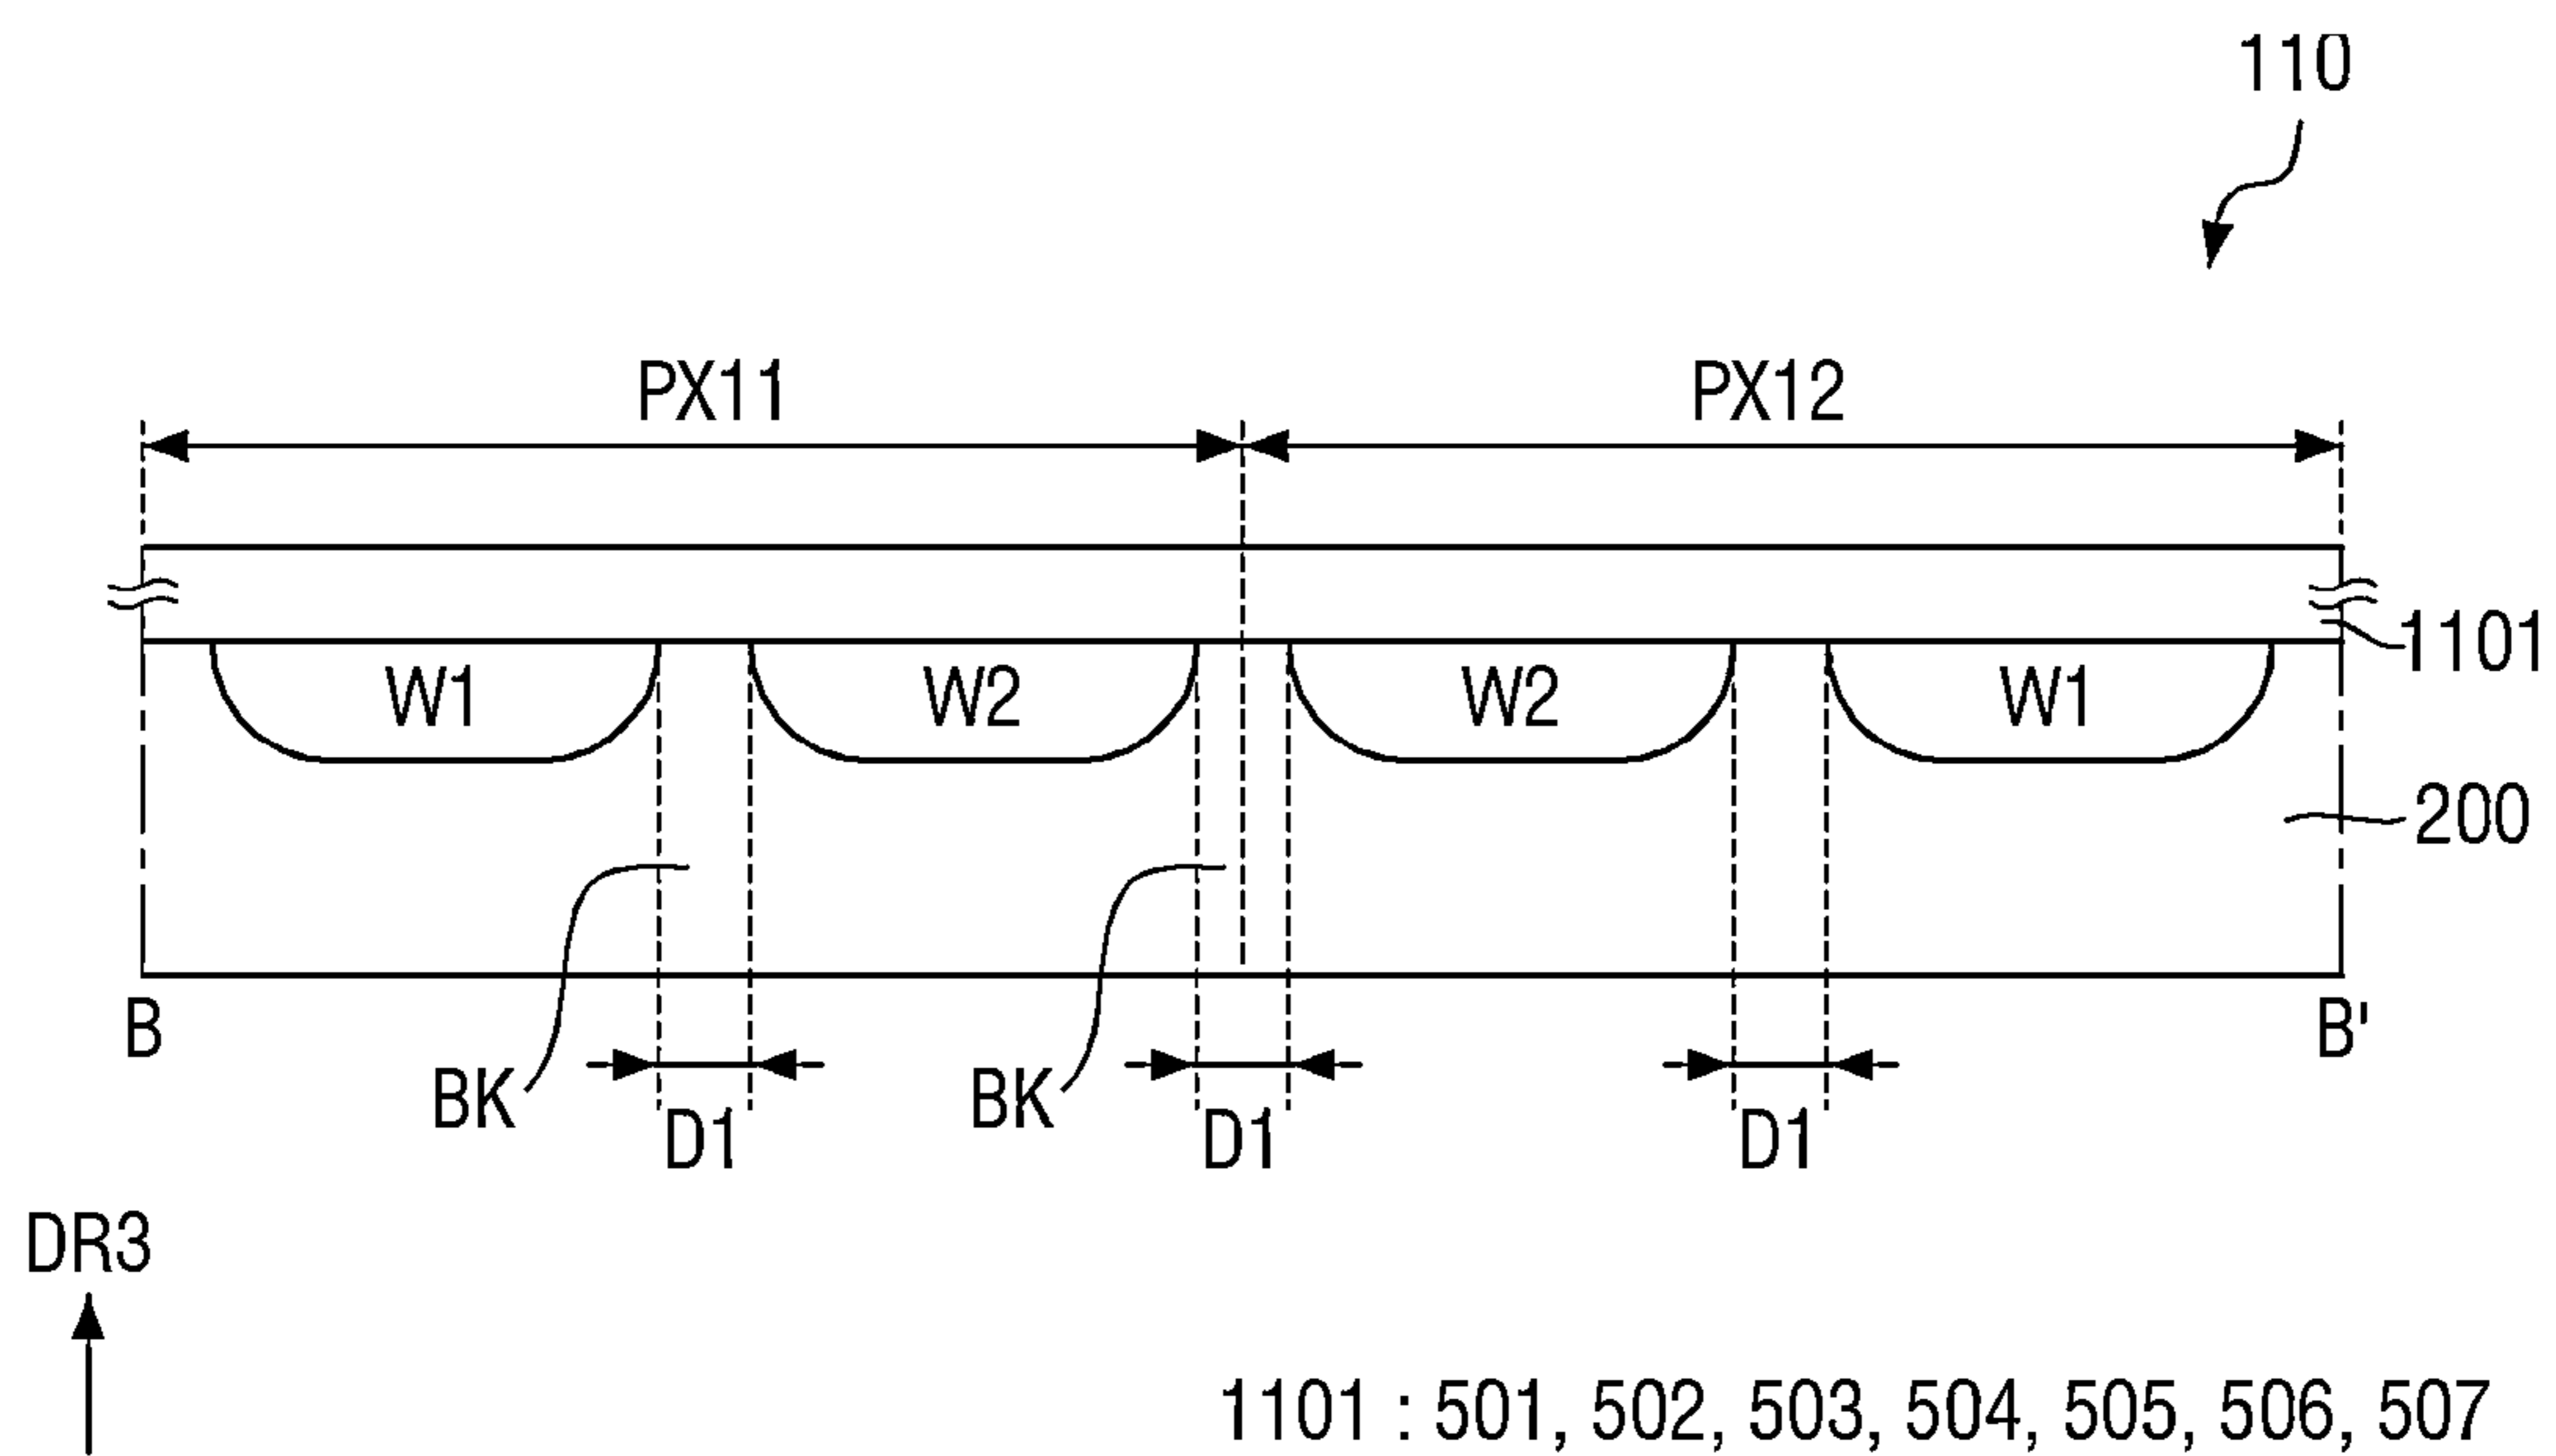 110
PX11 PX12
1101
W1 W2 W2 W1
200
B B'
BK BK
D1 D1 D1
DR3
1101 : 501, 502, 503, 504, 505, 506, 507